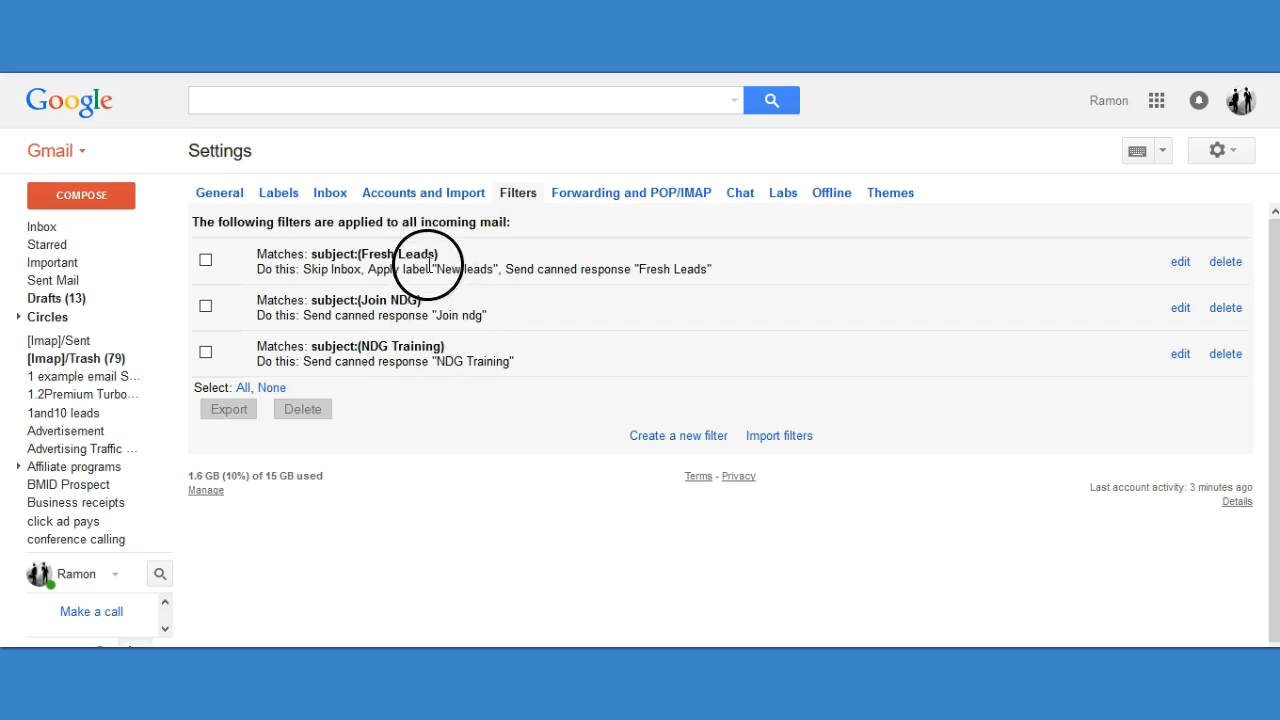 Google
Ramon
Gmail
Settings
COMPOSE
General Labels Inbox Accounts and Import Filters Forwarding and POP/IMAP Chat Labs Offline Themes
The following filters are applied to all incoming mail:
Matches: subject:(Fresh Leads)
Do this: Skip Inbox, Apply label "New leads", Send canned response "Fresh Leads"
edit delete
Matches: subject:(Join NDG)
Do this: Send canned response "Join ndg"
edit delete
Matches: subject:(NDG Training)
Do this: Send canned response "NDG Training"
edit delete
Select: All, None
Export Delete
Create a new filter Import filters
1.6 GB (10%) of 15 GB used
Manage
Terms - Privacy
Last account activity: 3 minutes ago
Details
Inbox
Starred
Important
Sent Mail
Drafts (13)
Circles
[Imap]/Sent
[Imap]/Trash (79)
1 example email S...
1.2Premium Turbo...
1and10 leads
Advertisement
Advertising Traffic ...
Affiliate programs
BMID Prospect
Business receipts
click ad pays
conference calling
Ramon
Make a call